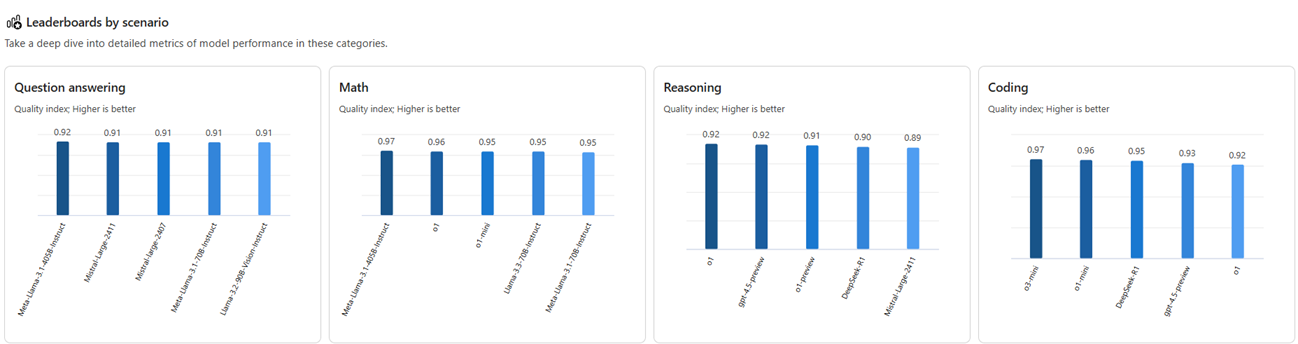 Leaderboards by scenario
Take a deep dive into detailed metrics of model performance in these categories.
Question answering
Quality index; Higher is better
0.92 0.91 0.91 0.91 0.91
Meta-Llama-3.1-405B-Instruct
Mistral-Large-2411
Mistral-large-2407
Meta-Llama-3.1-70B-Instruct
Llama-3.2-90B-Vision-Instruct
Math
Quality index; Higher is better
0.97 0.96 0.95 0.95 0.95
Meta-Llama-3.1-405B-Instruct
o1
o1-mini
Llama-3.3-70B-Instruct
Meta-Llama-3.1-70B-Instruct
Reasoning
Quality index; Higher is better
0.92 0.92 0.91 0.90 0.89
o1
gpt-4.5-preview
o1-preview
DeepSeek-R1
Mistral-Large-2411
Coding
Quality index; Higher is better
0.97 0.96 0.95 0.93 0.92
o3-mini
o1-mini
DeepSeek-R1
gpt-4.5-preview
o1